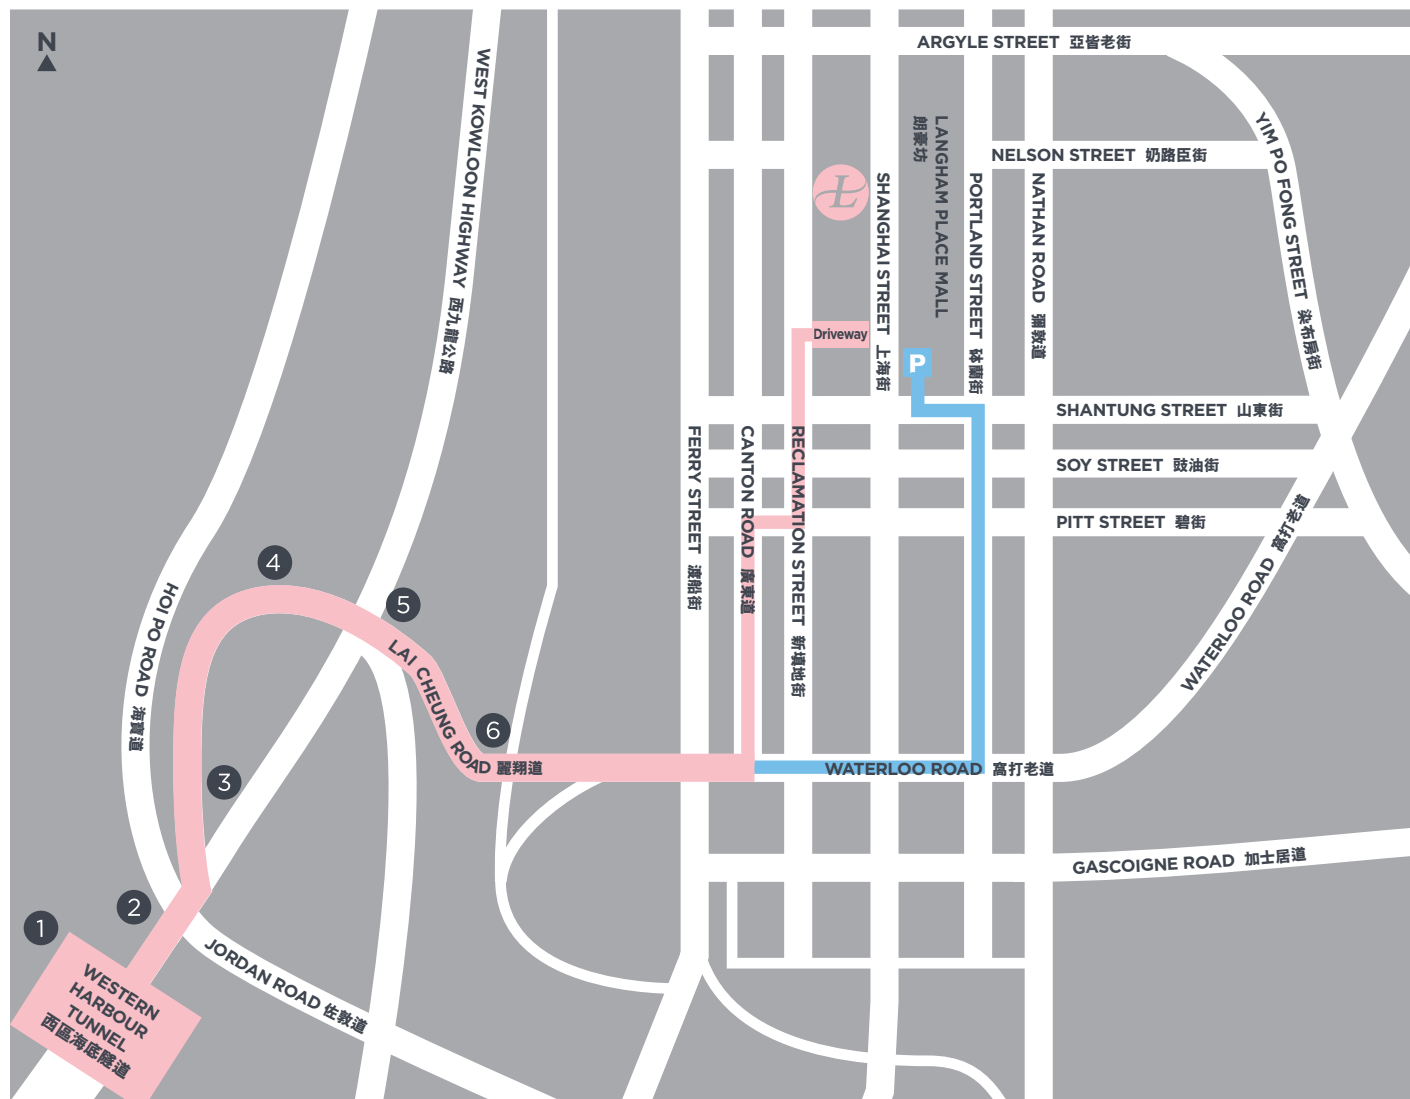 N
ARGYLE STREET 亞皆老街
WEST KOWLOON HIGHWAY 西九龍公路
LANGHAM PLACE MALL
朗豪坊
YIM PO FONG STREET 染布房街
NELSON STREET 奶路臣街
L
SHANGHAI STREET 上海街
PORTLAND STREET 砵蘭街
NATHAN ROAD 彌敦道
Driveway
P
SHANTUNG STREET 山東街
FERRY STREET 渡船街
CANTON ROAD 廣東道
RECLAMATION STREET 新填地街
SOY STREET 豉油街
PITT STREET 碧街
WATERLOO ROAD 窩打老道
4
5
HOI PO ROAD 海寶道
LAI CHEUNG ROAD 麗翔道
6
3
WATERLOO ROAD 窩打老道
GASCOIGNE ROAD 加士居道
2
1
JORDAN ROAD 佐敦道
WESTERN
HARBOUR
TUNNEL
西區海底隧道